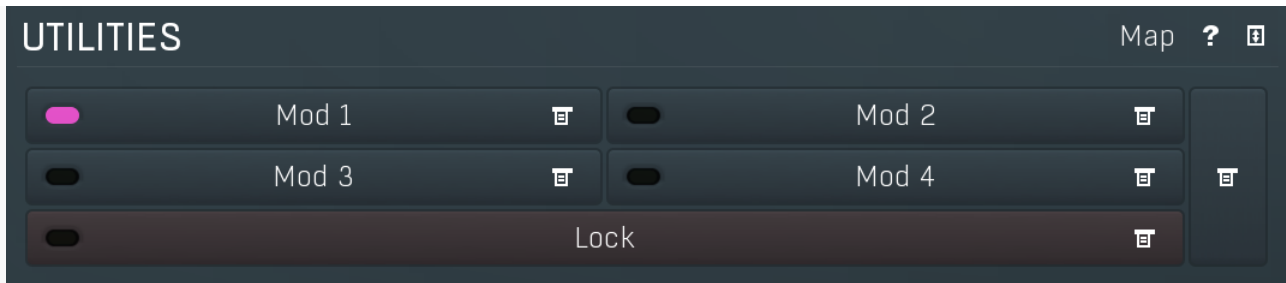 UTILITIES Map ?
Mod 1 Mod 2
Mod 3 Mod 4
Lock